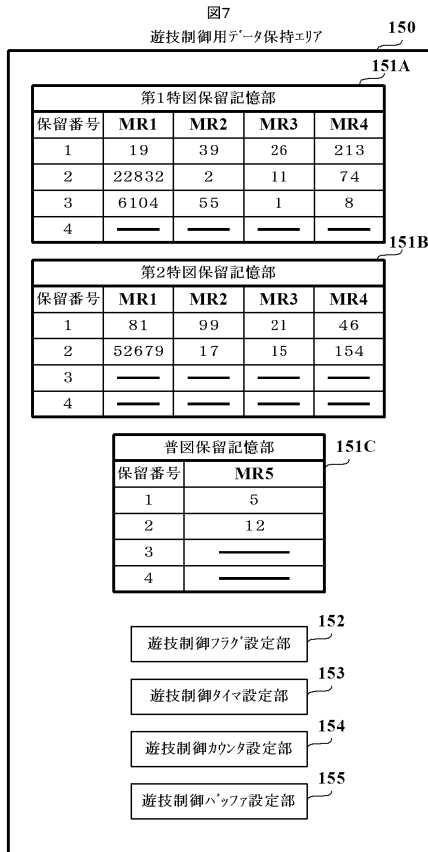 図7
遊技制御用データ保持エリア
150
151A
第1特図保留記憶部
保留番号 MR1 MR2 MR3 MR4
1 19 39 26 213
2 22832 2 11 74
3 6104 55 1 8
4 ― ― ― ―
151B
第2特図保留記憶部
保留番号 MR1 MR2 MR3 MR4
1 81 99 21 46
2 52679 17 15 154
3 ― ― ― ―
4 ― ― ― ―
普図保留記憶部
151C
保留番号 MR5
1 5
2 12
3 ―
4 ―
152
遊技制御フラグ設定部
153
遊技制御タイマ設定部
154
遊技制御カウンタ設定部
155
遊技制御バッファ設定部